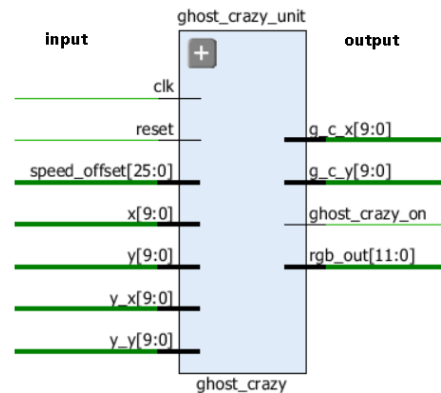 ghost_crazy_unit
input
output
+
clk
reset
speed_offset[25:0]
x[9:0]
y[9:0]
y_x[9:0]
y_y[9:0]
g_c_x[9:0]
g_c_y[9:0]
ghost_crazy_on
rgb_out[11:0]
ghost_crazy